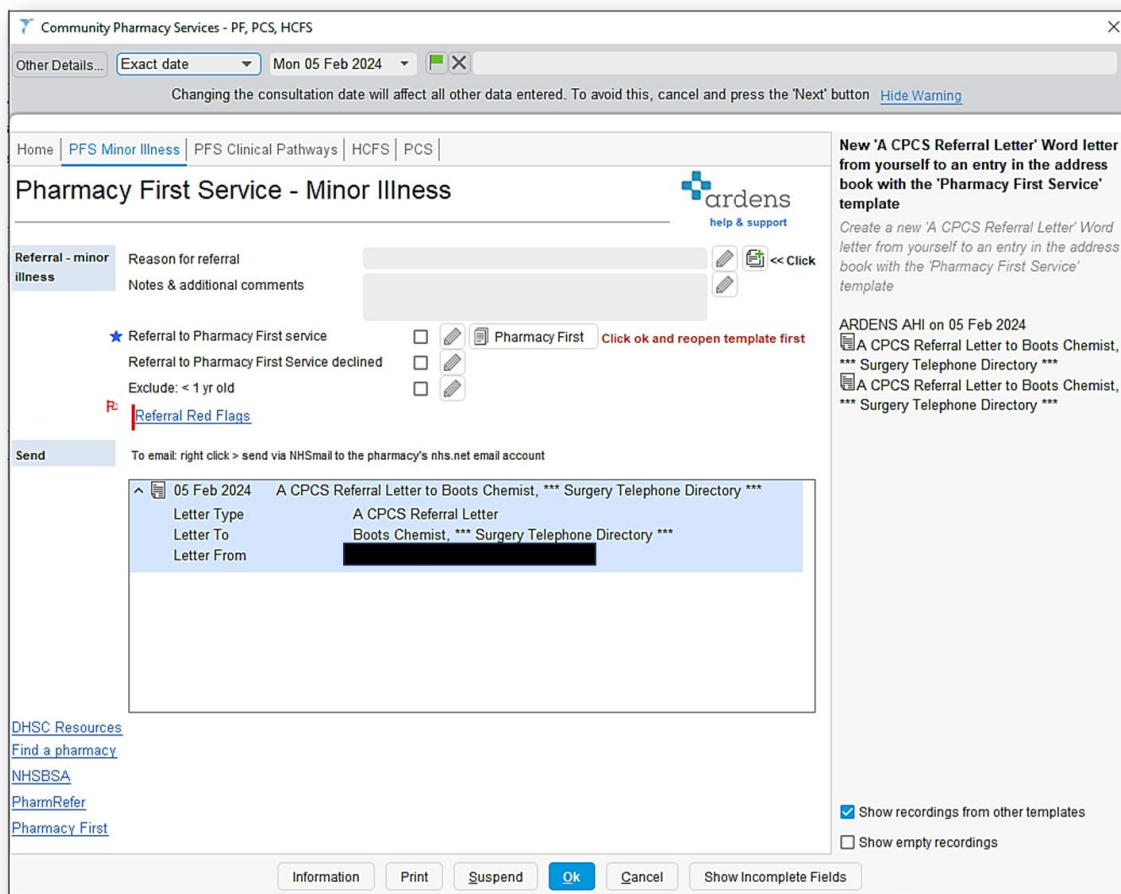 Community Pharmacy Services - PF, PCS, HCFS
Other Details... Exact date Mon 05 Feb 2024
Changing the consultation date will affect all other data entered. To avoid this, cancel and press the 'Next' button Hide Warning
Home PFS Minor Illness PFS Clinical Pathways HCFS PCS
Pharmacy First Service - Minor Illness
ardens
help & support
Referral - minor illness
Reason for referral
<< Click
Notes & additional comments
Referral to Pharmacy First service Pharmacy First Click ok and reopen template first
Referral to Pharmacy First Service declined
Exclude: < 1 yr old
Referral Red Flags
Send
To email: right click > send via NHSmail to the pharmacy's nhs.net email account
05 Feb 2024 A CPCS Referral Letter to Boots Chemist, *** Surgery Telephone Directory ***
Letter Type A CPCS Referral Letter
Letter To Boots Chemist, *** Surgery Telephone Directory ***
Letter From
DHSC Resources
Find a pharmacy
NHSBSA
PharmRefer
Pharmacy First
New 'A CPCS Referral Letter' Word letter
from yourself to an entry in the address
book with the 'Pharmacy First Service'
template
Create a new 'A CPCS Referral Letter' Word
letter from yourself to an entry in the address
book with the 'Pharmacy First Service'
template
ARDENS AHI on 05 Feb 2024
A CPCS Referral Letter to Boots Chemist,
*** Surgery Telephone Directory ***
A CPCS Referral Letter to Boots Chemist,
*** Surgery Telephone Directory ***
Show recordings from other templates
Show empty recordings
Information Print Suspend Ok Cancel Show Incomplete Fields